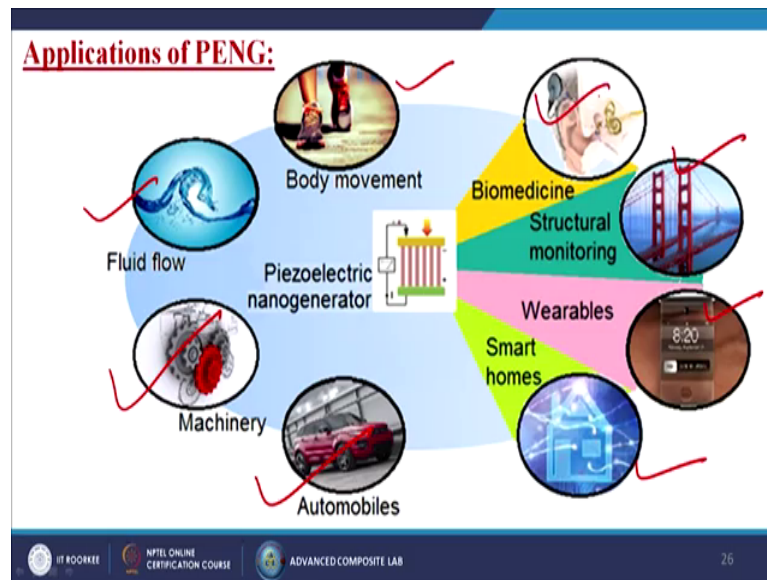 Applications of PENG:
Body movement
Fluid flow
Piezoelectric
nanogenerator
Machinery
Automobiles
Biomedicine
Structural
monitoring
Wearables
8:20
Smart
homes
IIT ROORKEE
NPTEL ONLINE
CERTIFICATION COURSE
ADVANCED COMPOSITE LAB
26